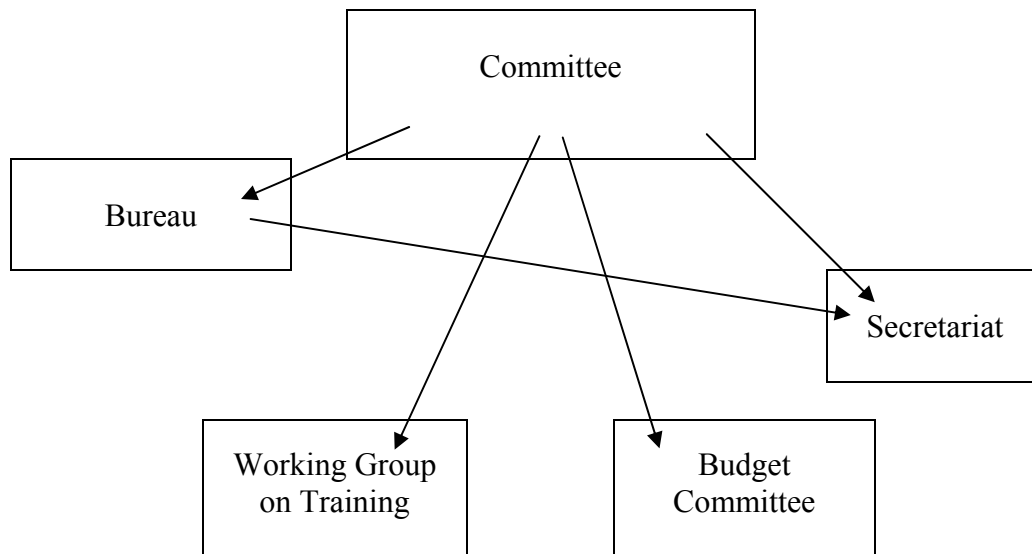 Committee
Bureau
Secretariat
Working Group
on Training
Budget
Committee